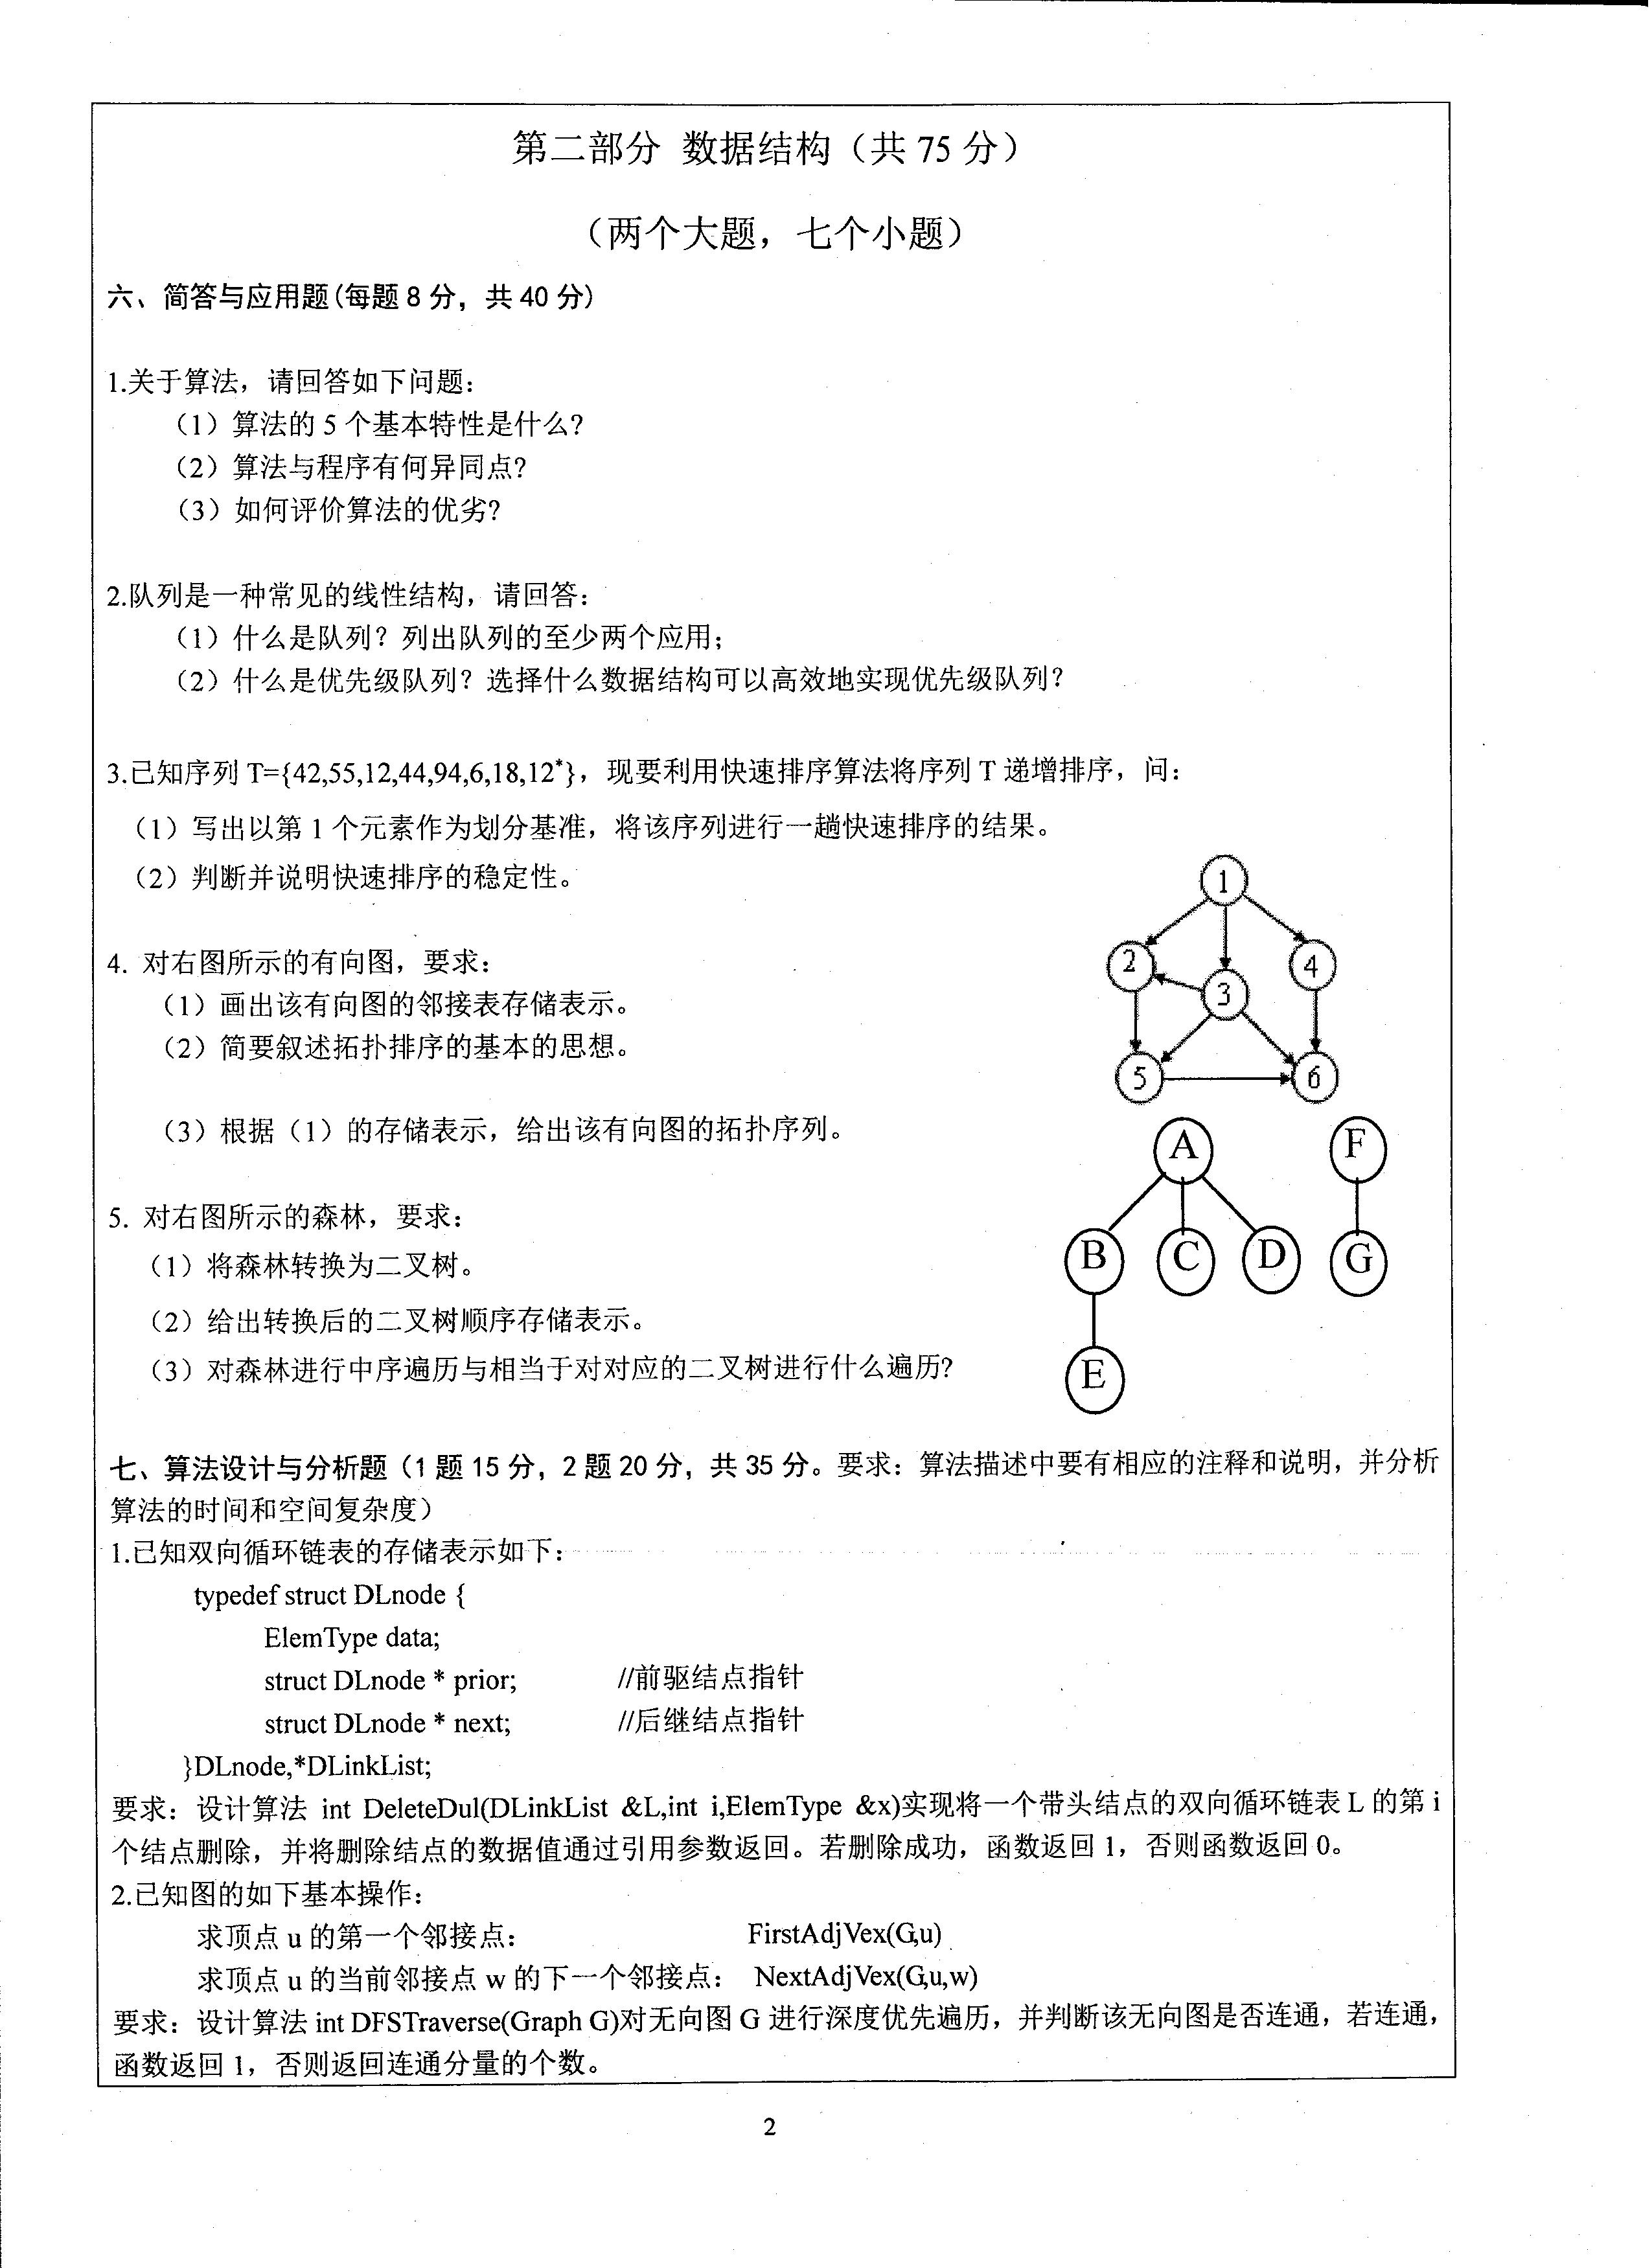 第二部分 数据结构（共 75 分）
（两个大题，七个小题）
六、简答与应用题(每题 8 分，共 40 分)
1.关于算法，请回答如下问题：
（1）算法的 5 个基本特性是什么？
（2）算法与程序有何异同点？
（3）如何评价算法的优劣？
2.队列是一种常见的线性结构，请回答：
（1）什么是队列？列出队列的至少两个应用；
（2）什么是优先级队列？选择什么数据结构可以高效地实现优先级队列？
3.已知序列 T={42,55,12,44,94,6,18,12*}，现要利用快速排序算法将序列 T 递增排序，问：
（1）写出以第 1 个元素作为划分基准，将该序列进行一趟快速排序的结果。
（2）判断并说明快速排序的稳定性。
4. 对右图所示的有向图，要求：
（1）画出该有向图的邻接表存储表示。
（2）简要叙述拓扑排序的基本的思想。
（3）根据（1）的存储表示，给出该有向图的拓扑序列。
1
2
4
3
5
6
5. 对右图所示的森林，要求：
（1）将森林转换为二叉树。
（2）给出转换后的二叉树顺序存储表示。
（3）对森林进行中序遍历与相当于对对应的二叉树进行什么遍历?
A F
B C D G
E
七、算法设计与分析题（1 题 15 分，2 题 20 分，共 35 分。要求：算法描述中要有相应的注释和说明，并分析
算法的时间和空间复杂度）
1.已知双向循环链表的存储表示如下：
typedef struct DLnode {
ElemType data;
struct DLnode * prior; //前驱结点指针
struct DLnode * next; //后继结点指针
}DLnode,*DLinkList;
要求：设计算法 int DeleteDul(DLinkList &L,int i,ElemType &x)实现将一个带头结点的双向循环链表 L 的第 i
个结点删除，并将删除结点的数据值通过引用参数返回。若删除成功，函数返回 1，否则函数返回 0。
2.已知图的如下基本操作：
求顶点 u 的第一个邻接点： FirstAdjVex(G,u)
求顶点 u 的当前邻接点 w 的下一个邻接点： NextAdjVex(G,u,w)
要求：设计算法 int DFSTraverse(Graph G)对无向图 G 进行深度优先遍历，并判断该无向图是否连通，若连通，
函数返回 1，否则返回连通分量的个数。
2